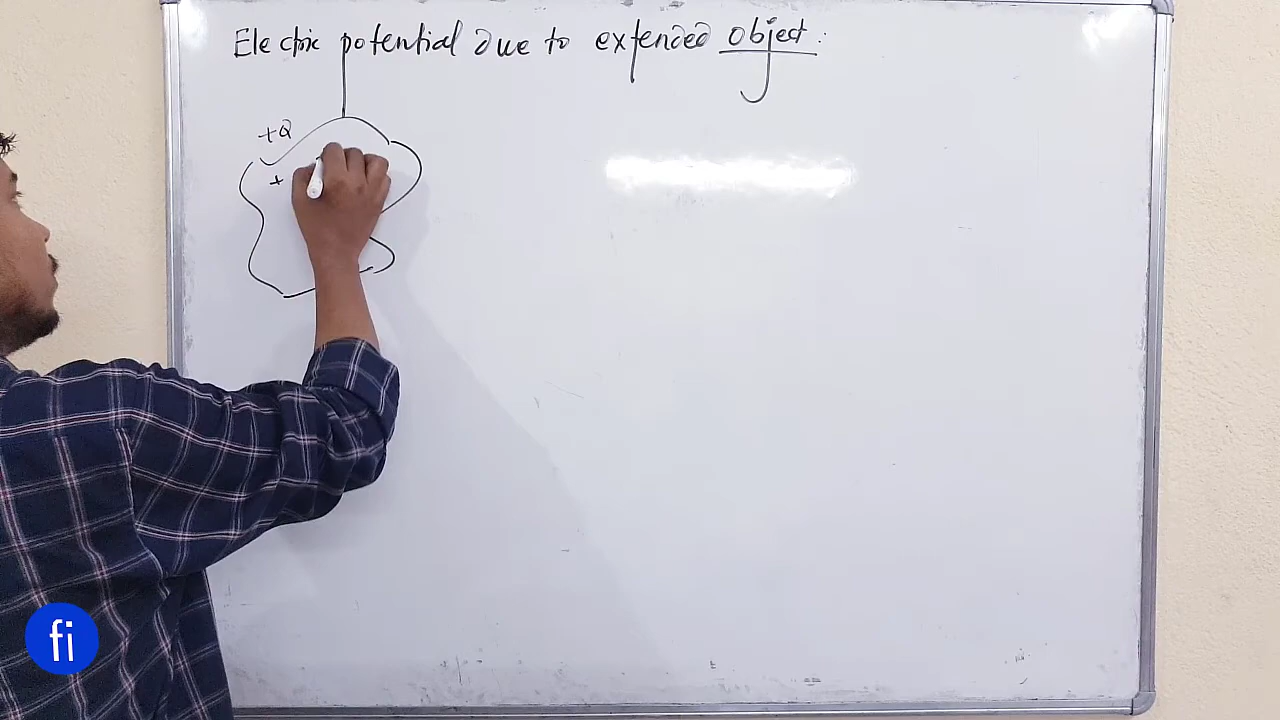 Electric potential due to extended object :
+Q
+
fi